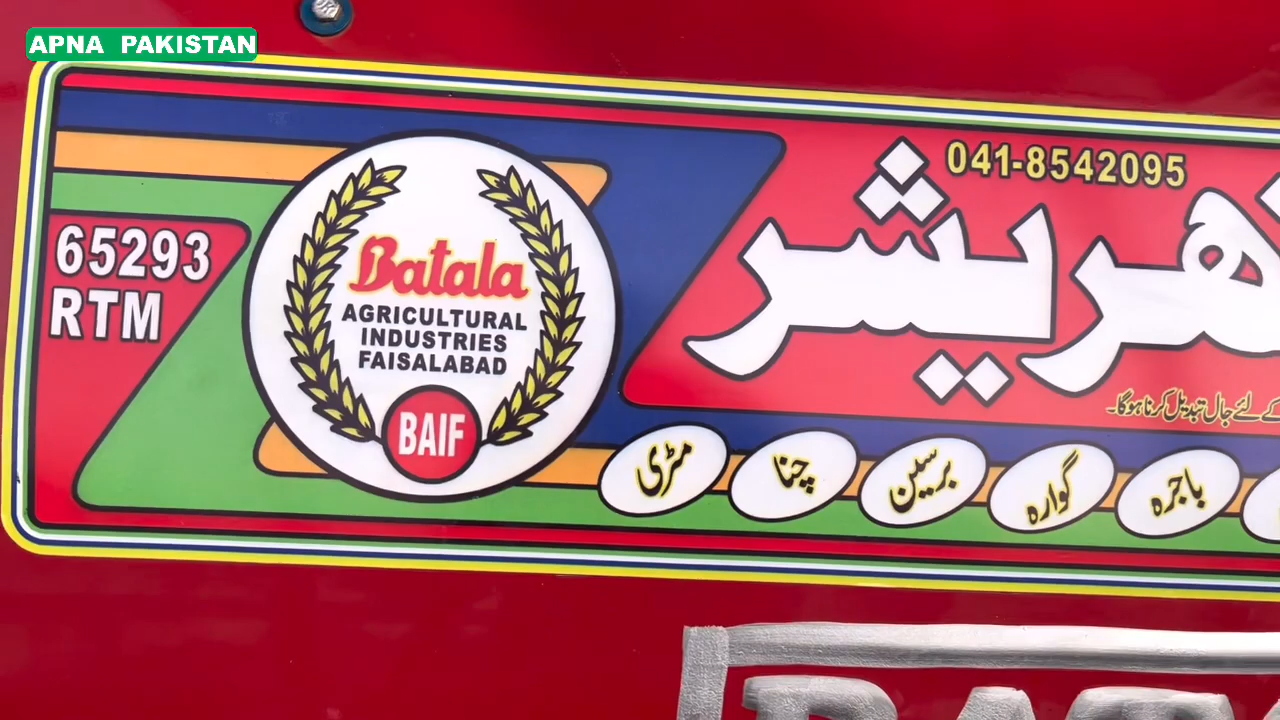 APNA PAKISTAN
041-8542095
تھریشر
65293
RTM
Batala
AGRICULTURAL
INDUSTRIES
FAISALABAD
BAIF
کے لئے جال تبدیل کرنا ہوگا۔
باجرہ
گوارہ
برسین
چنا
مٹری